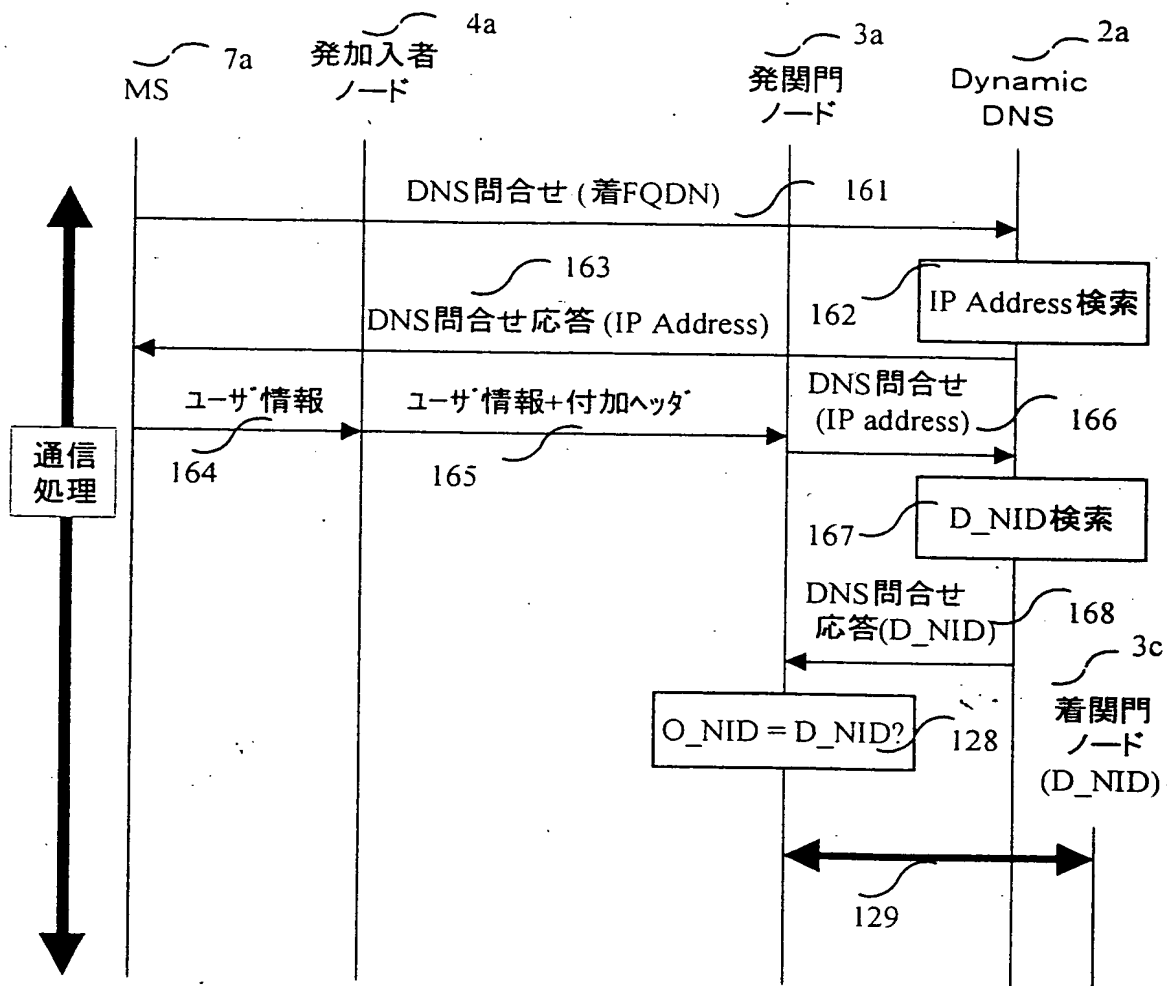 7a
MS
4a
発加入者
ノード
3a
発関門
ノード
2a
Dynamic
DNS
DNS問合せ (着FQDN)
161
162
IP Address検索
163
DNS問合せ応答 (IP Address)
ユーザ情報
164
ユーザ情報+付加ヘッダ
165
DNS問合せ
(IP address)
166
通信
処理
167
D_NID検索
DNS問合せ
応答(D_NID)
168
3c
着関門
ノード
(D_NID)
O_NID = D_NID?
128
129